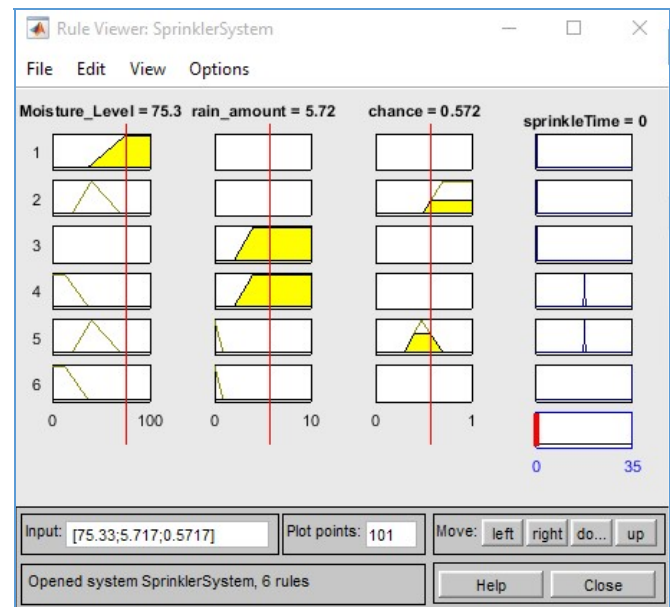 Rule Viewer: SprinklerSystem
File Edit View Options
Moisture_Level = 75.3 rain_amount = 5.72 chance = 0.572 sprinkleTime = 0
1
2
3
4
5
6
0 100 0 10 0 1
0 35
Input: [75.33;5.717;0.5717] Plot points: 101 Move: left right do... up
Opened system SprinklerSystem, 6 rules Help Close